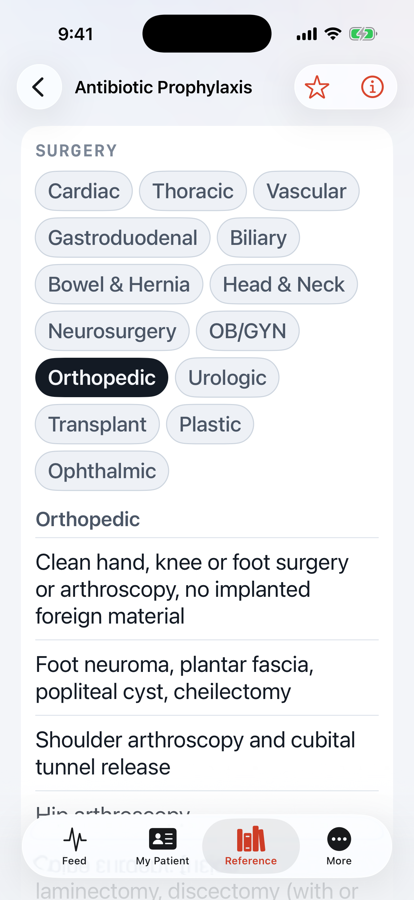 9:41
Antibiotic Prophylaxis
SURGERY
Cardiac Thoracic Vascular
Gastroduodenal Biliary
Bowel & Hernia Head & Neck
Neurosurgery OB/GYN
Orthopedic Urologic
Transplant Plastic
Ophthalmic
Orthopedic
Clean hand, knee or foot surgery
or arthroscopy, no implanted
foreign material
Foot neuroma, plantar fascia,
popliteal cyst, cheilectomy
Shoulder arthroscopy and cubital
tunnel release
Hip arthroscopy
Feed My Patient Reference More
laminectomy, discectomy (with or